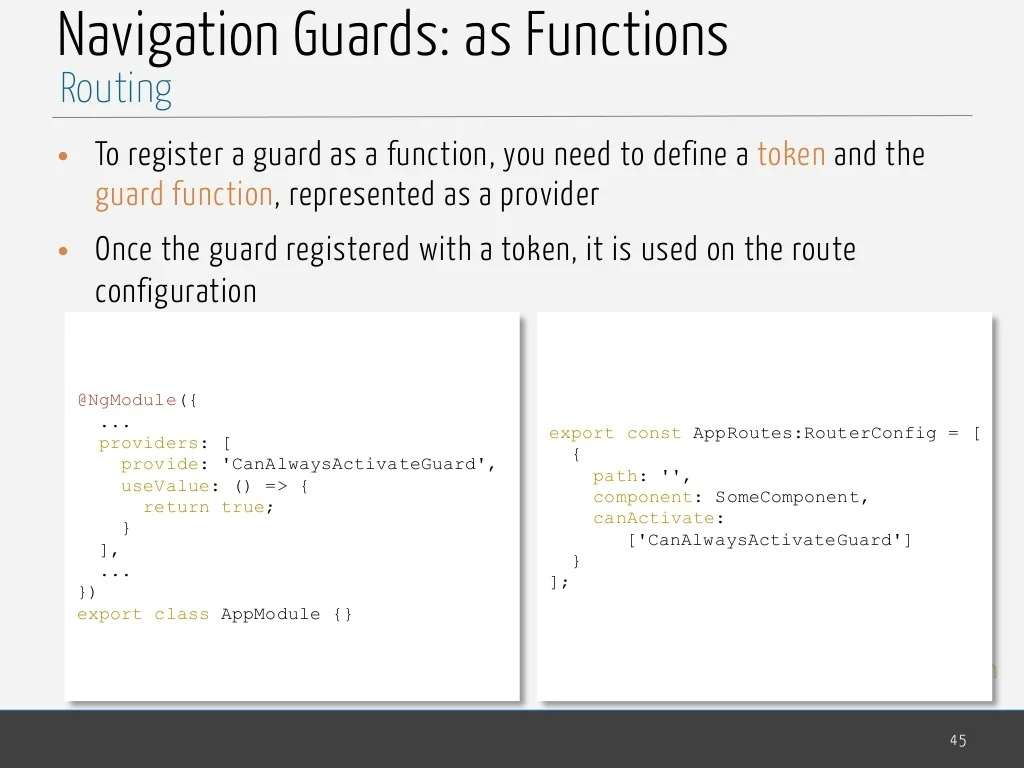 Navigation Guards: as Functions
Routing
• To register a guard as a function, you need to define a token and the
guard function, represented as a provider
• Once the guard registered with a token, it is used on the route
configuration
@NgModule({
  ...
  providers: [
    provide: 'CanAlwaysActivateGuard',
    useValue: () => {
      return true;
    }
  ],
  ...
})
export class AppModule {}
export const AppRoutes:RouterConfig = [
  {
    path: '',
    component: SomeComponent,
    canActivate:
       ['CanAlwaysActivateGuard']
  }
];
45